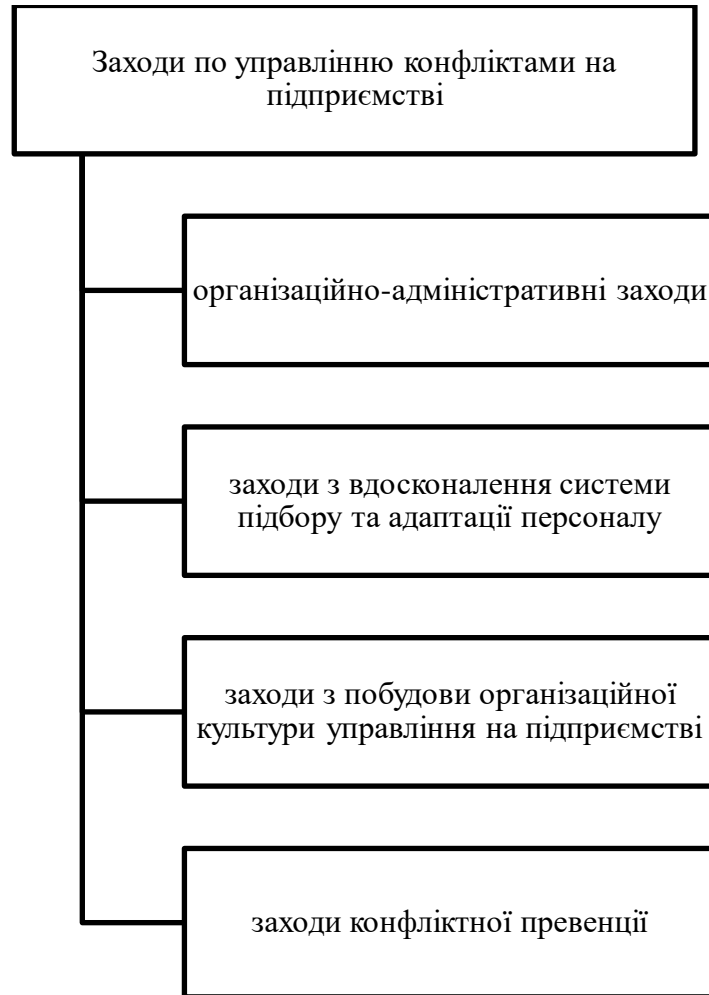 Заходи по управлінню конфліктами на
підприємстві
організаційно-адміністративні заходи
заходи з вдосконалення системи
підбору та адаптації персоналу
заходи з побудови організаційної
культури управління на підприємстві
заходи конфліктної превенції